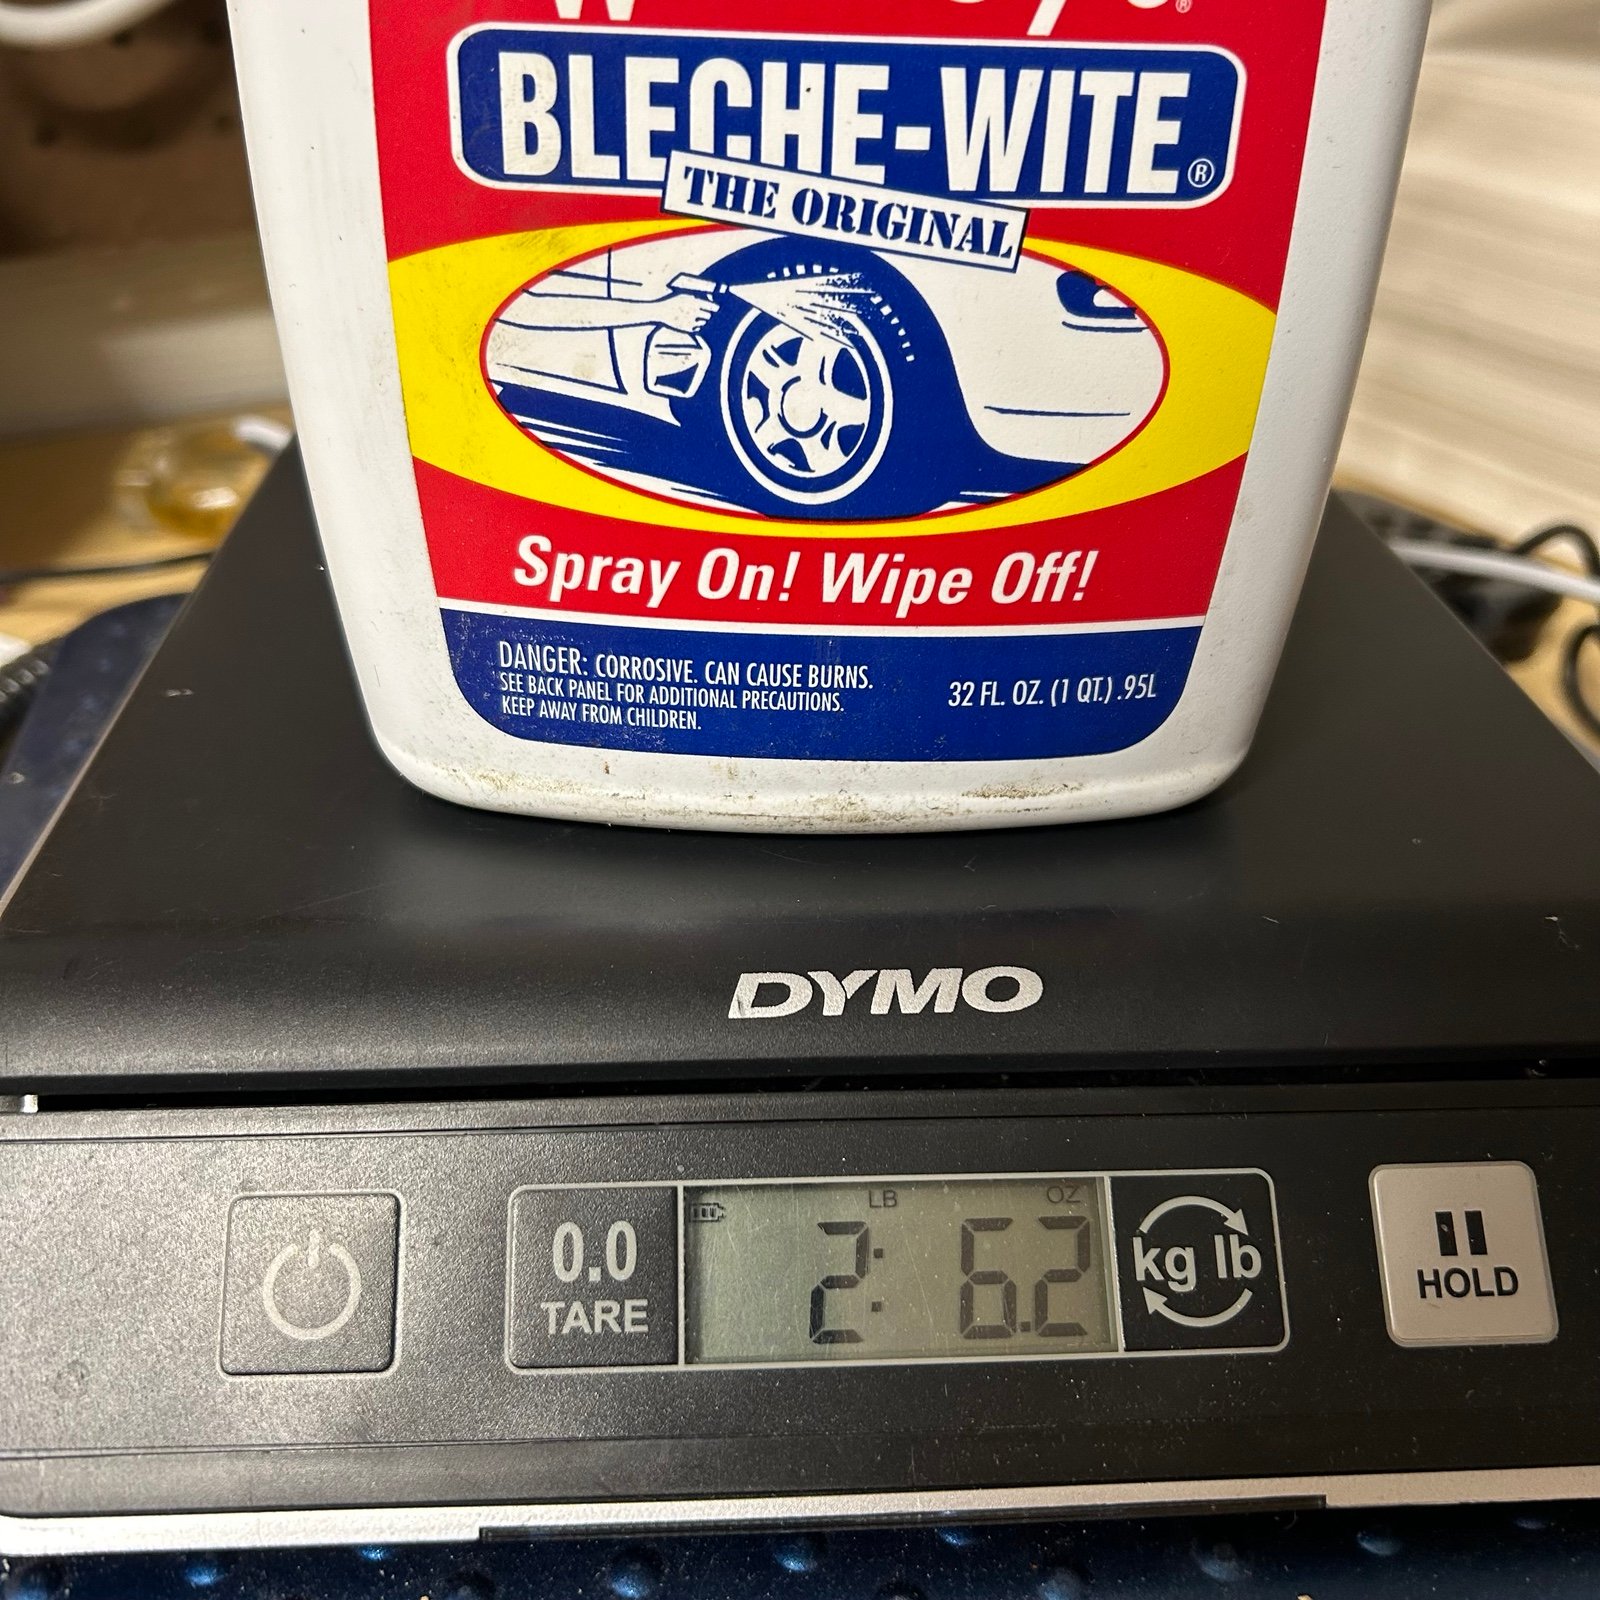 BLECHE-WITE®
THE ORIGINAL
Spray On! Wipe Off!
DANGER: CORROSIVE. CAN CAUSE BURNS.
SEE BACK PANEL FOR ADDITIONAL PRECAUTIONS.
KEEP AWAY FROM CHILDREN.
32 FL. OZ. (1 QT.) .95L
DYMO
0.0
TARE
LB OZ
2: 6.2
kg lb
HOLD